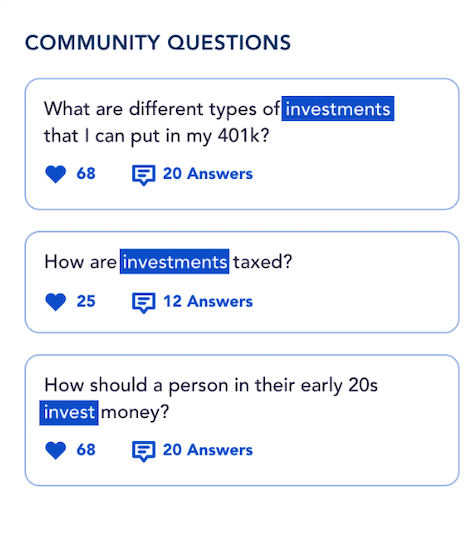 COMMUNITY QUESTIONS
What are different types of investments
that I can put in my 401k?
68 20 Answers
How are investments taxed?
25 12 Answers
How should a person in their early 20s
invest money?
68 20 Answers